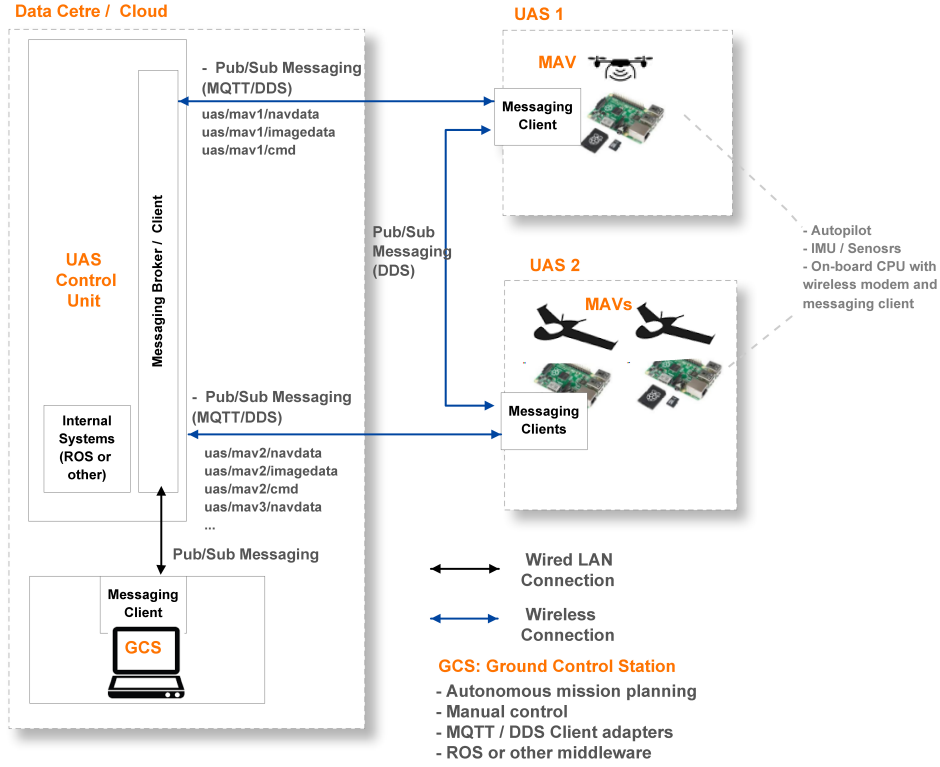 Data Cetre / Cloud
UAS 1
MAV
- Pub/Sub Messaging
(MQTT/DDS)
uas/mav1/navdata
uas/mav1/imagedata
uas/mav1/cmd
Messaging
Client
Messaging Broker / Client
UAS
Control
Unit
Pub/Sub
Messaging
(DDS)
- Autopilot
- IMU / Senosrs
- On-board CPU with
wireless modem and
messaging client
UAS 2
MAVs
Messaging
Clients
- Pub/Sub Messaging
(MQTT/DDS)
uas/mav2/navdata
uas/mav2/imagedata
uas/mav2/cmd
uas/mav3/navdata
...
Internal
Systems
(ROS or
other)
Pub/Sub Messaging
Messaging
Client
GCS
Wired LAN
Connection
Wireless
Connection
GCS: Ground Control Station
- Autonomous mission planning
- Manual control
- MQTT / DDS Client adapters
- ROS or other middleware